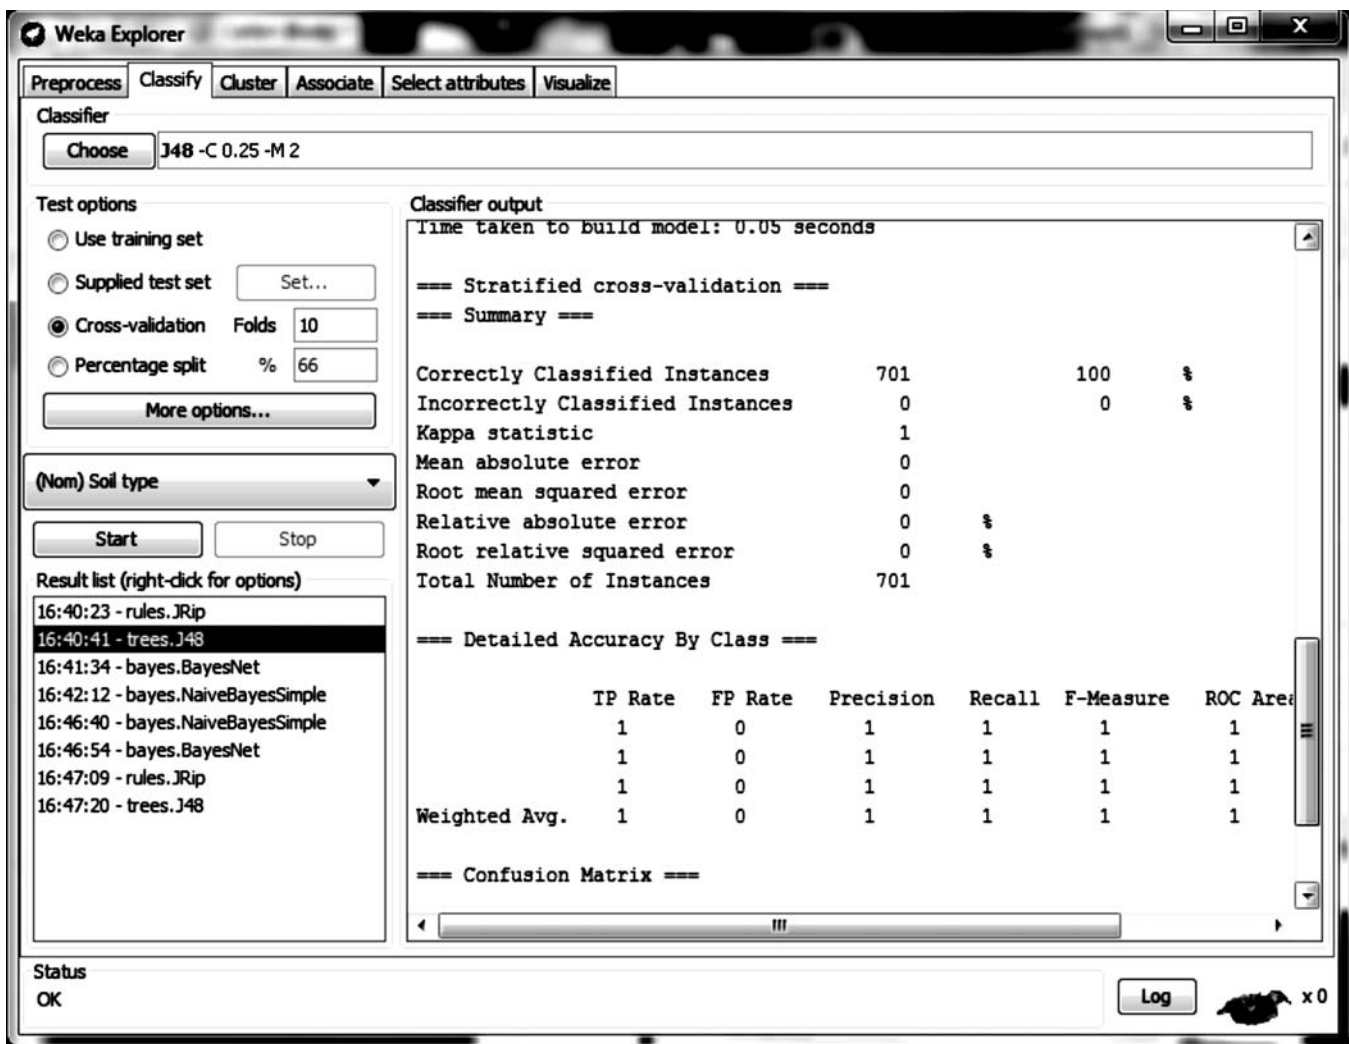 Weka Explorer
Preprocess Classify Cluster Associate Select attributes Visualize
Classifier
Choose J48 -C 0.25 -M 2
Test options
Use training set
Supplied test set Set...
Cross-validation Folds 10
Percentage split % 66
More options...
(Nom) Soil type
Start Stop
Result list (right-click for options)
16:40:23 - rules.JRip
16:40:41 - trees.J48
16:41:34 - bayes.BayesNet
16:42:12 - bayes.NaiveBayesSimple
16:46:40 - bayes.NaiveBayesSimple
16:46:54 - bayes.BayesNet
16:47:09 - rules.JRip
16:47:20 - trees.J48
Classifier output
Time taken to build model: 0.05 seconds
=== Stratified cross-validation ===
=== Summary ===
Correctly Classified Instances 701 100 %
Incorrectly Classified Instances 0 0 %
Kappa statistic 1
Mean absolute error 0
Root mean squared error 0
Relative absolute error 0 %
Root relative squared error 0 %
Total Number of Instances 701
=== Detailed Accuracy By Class ===
TP Rate FP Rate Precision Recall F-Measure ROC Area
1 0 1 1 1 1
1 0 1 1 1 1
1 0 1 1 1 1
Weighted Avg. 1 0 1 1 1 1
=== Confusion Matrix ===
Status
OK
Log x 0